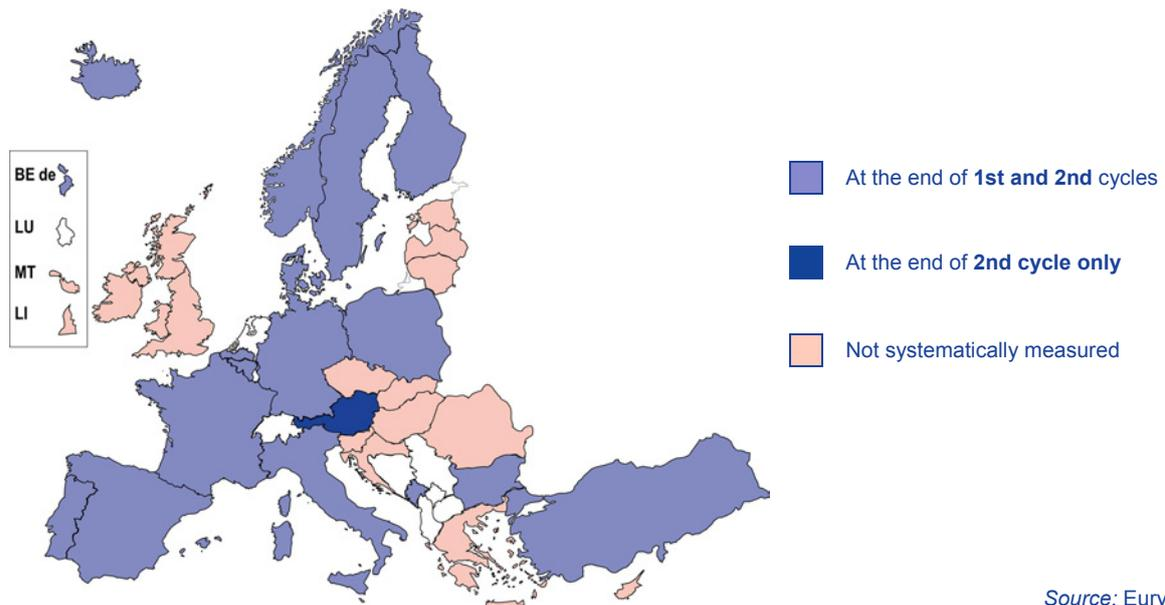 BE de
LU
MT
LI
At the end of 1st and 2nd cycles
At the end of 2nd cycle only
Not systematically measured
Source: Eury